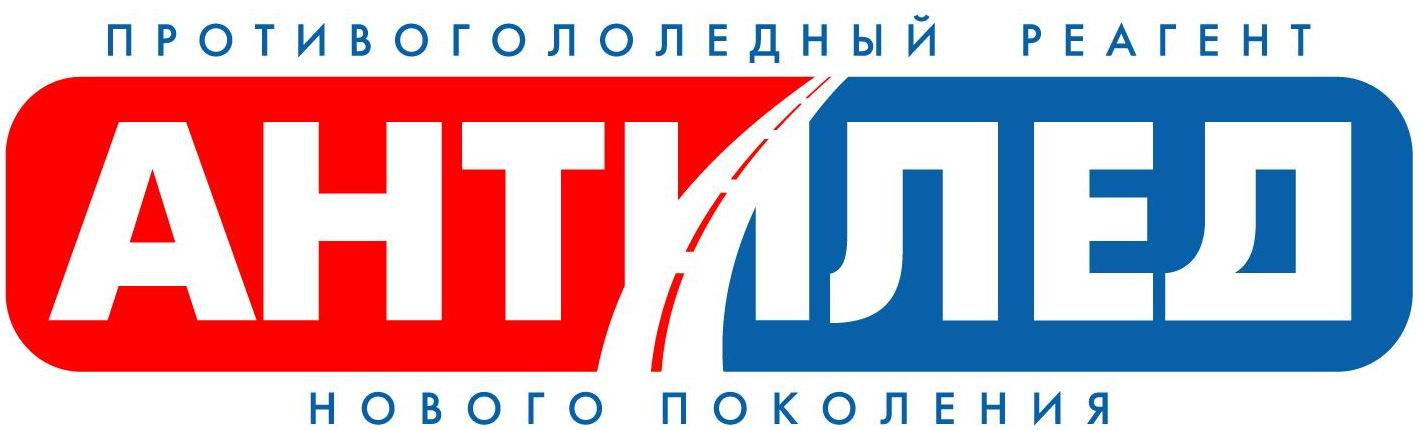 ПРОТИВОГОЛОЛЕДНЫЙ РЕАГЕНТ
АНТИЛЕД
НОВОГО ПОКОЛЕНИЯ